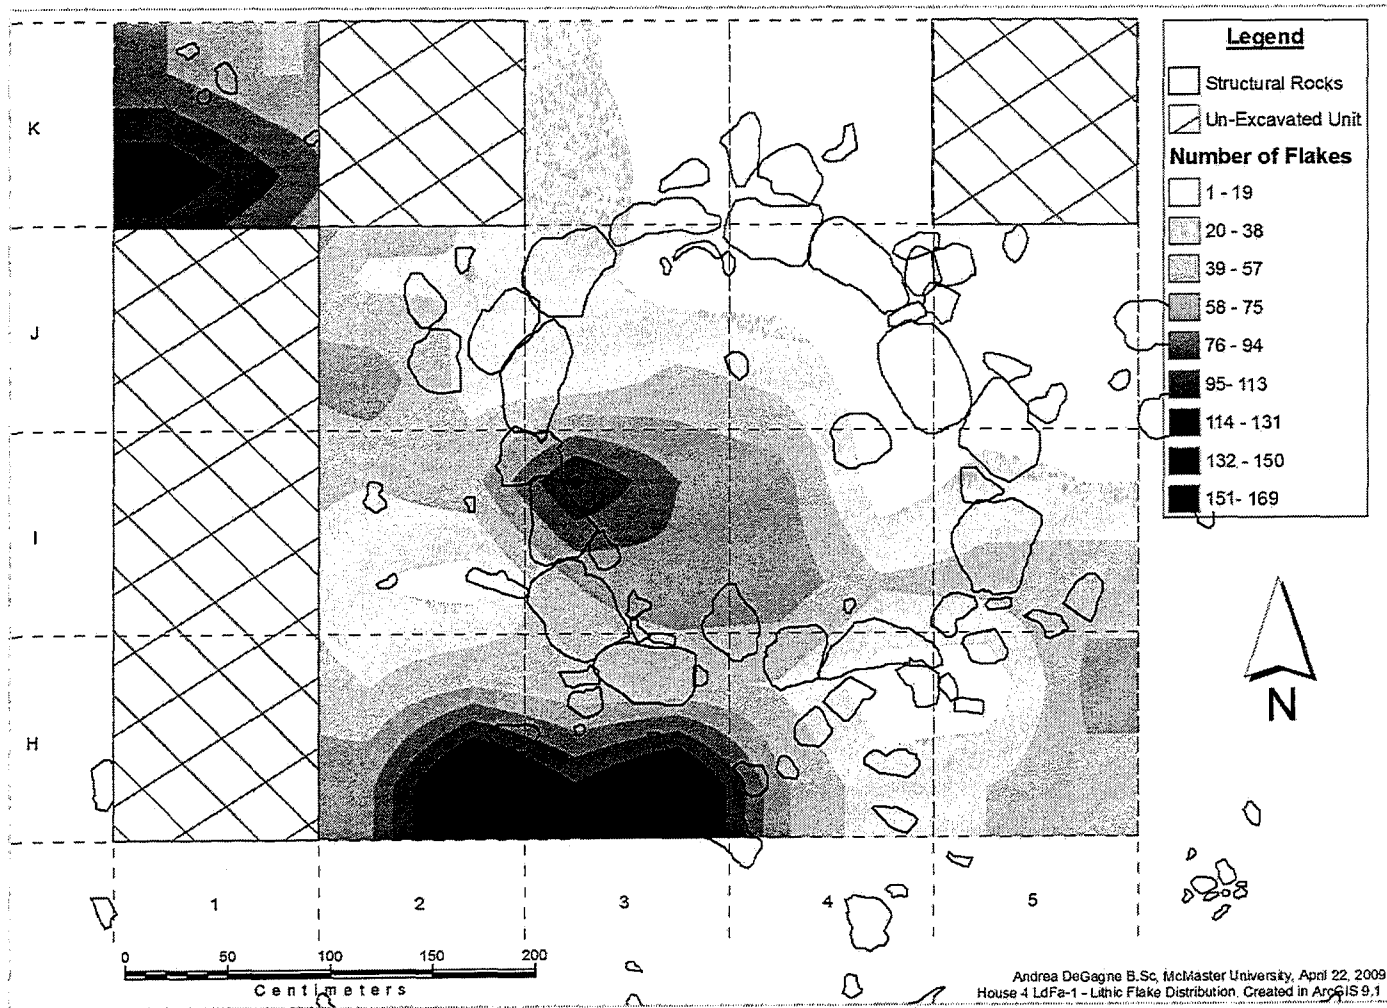 Legend
Structural Rocks
Un-Excavated Unit
Number of Flakes
1 - 19
20 - 38
39 - 57
58 - 75
76 - 94
95- 113
114 - 131
132 - 150
151- 169
K
J
I
H
N
1 2 3 4 5
0 50 100 150 200
Centimeters
Andrea DeGagne B.Sc, McMaster University, April 22, 2009
House 4 LdFa-1 - Lithic Flake Distribution, Created in ArcGIS 9.1